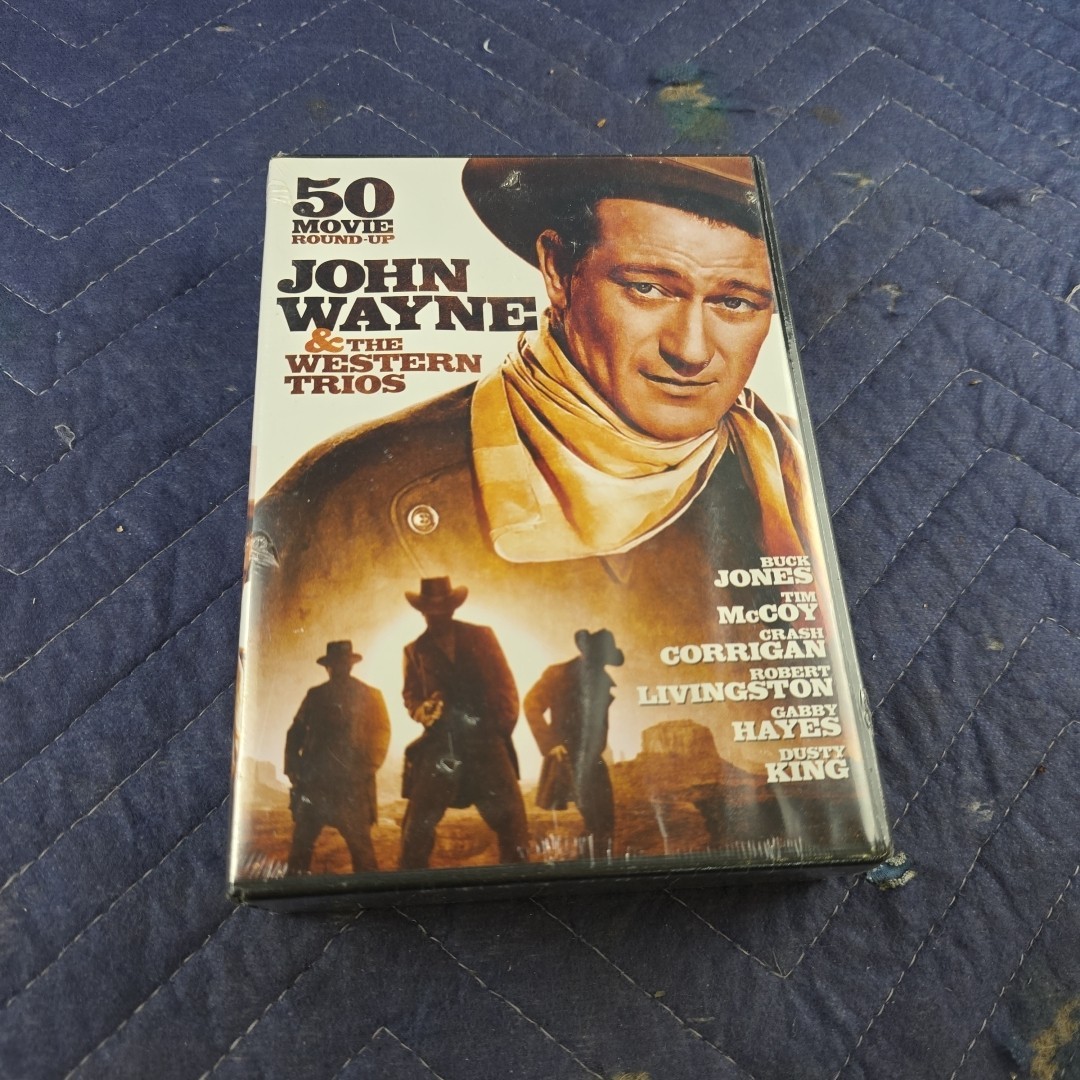 50
MOVIE
ROUND-UP
JOHN
WAYNE
& THE
WESTERN
TRIOS
BUCK
JONES
TIM
McCOY
CRASH
CORRIGAN
ROBERT
LIVINGSTON
GABBY
HAYES
DUSTY
KING